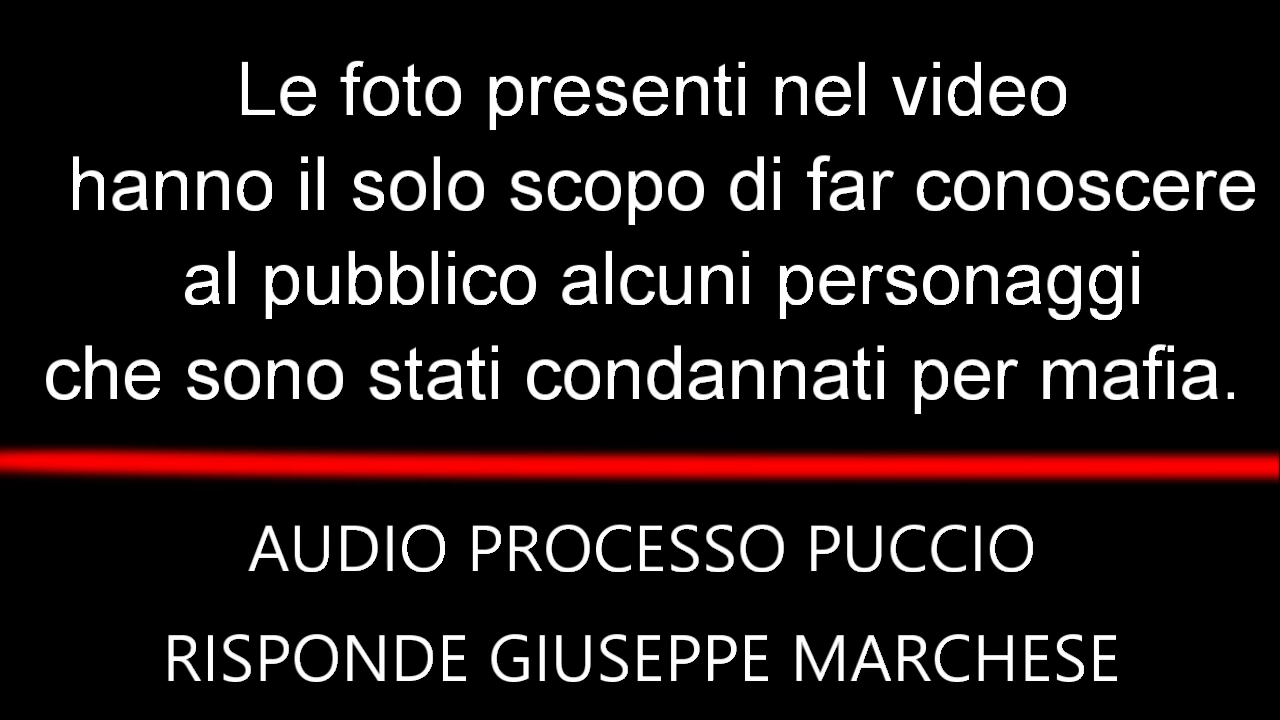 Le foto presenti nel video
hanno il solo scopo di far conoscere
al pubblico alcuni personaggi
che sono stati condannati per mafia.
AUDIO PROCESSO PUCCIO
RISPONDE GIUSEPPE MARCHESE